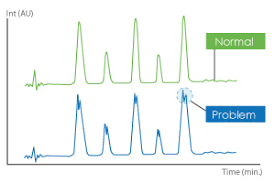 Int (AU)
Normal
Problem
Time (min.)